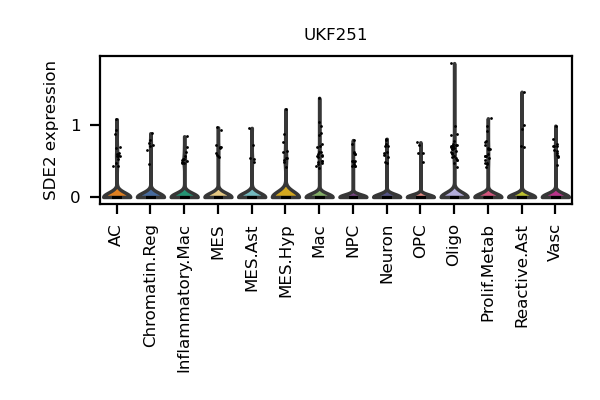 UKF251
SDE2 expression
1
0
AC
Chromatin.Reg
Inflammatory.Mac
MES
MES.Ast
MES.Hyp
Mac
NPC
Neuron
OPC
Oligo
Prolif.Metab
Reactive.Ast
Vasc